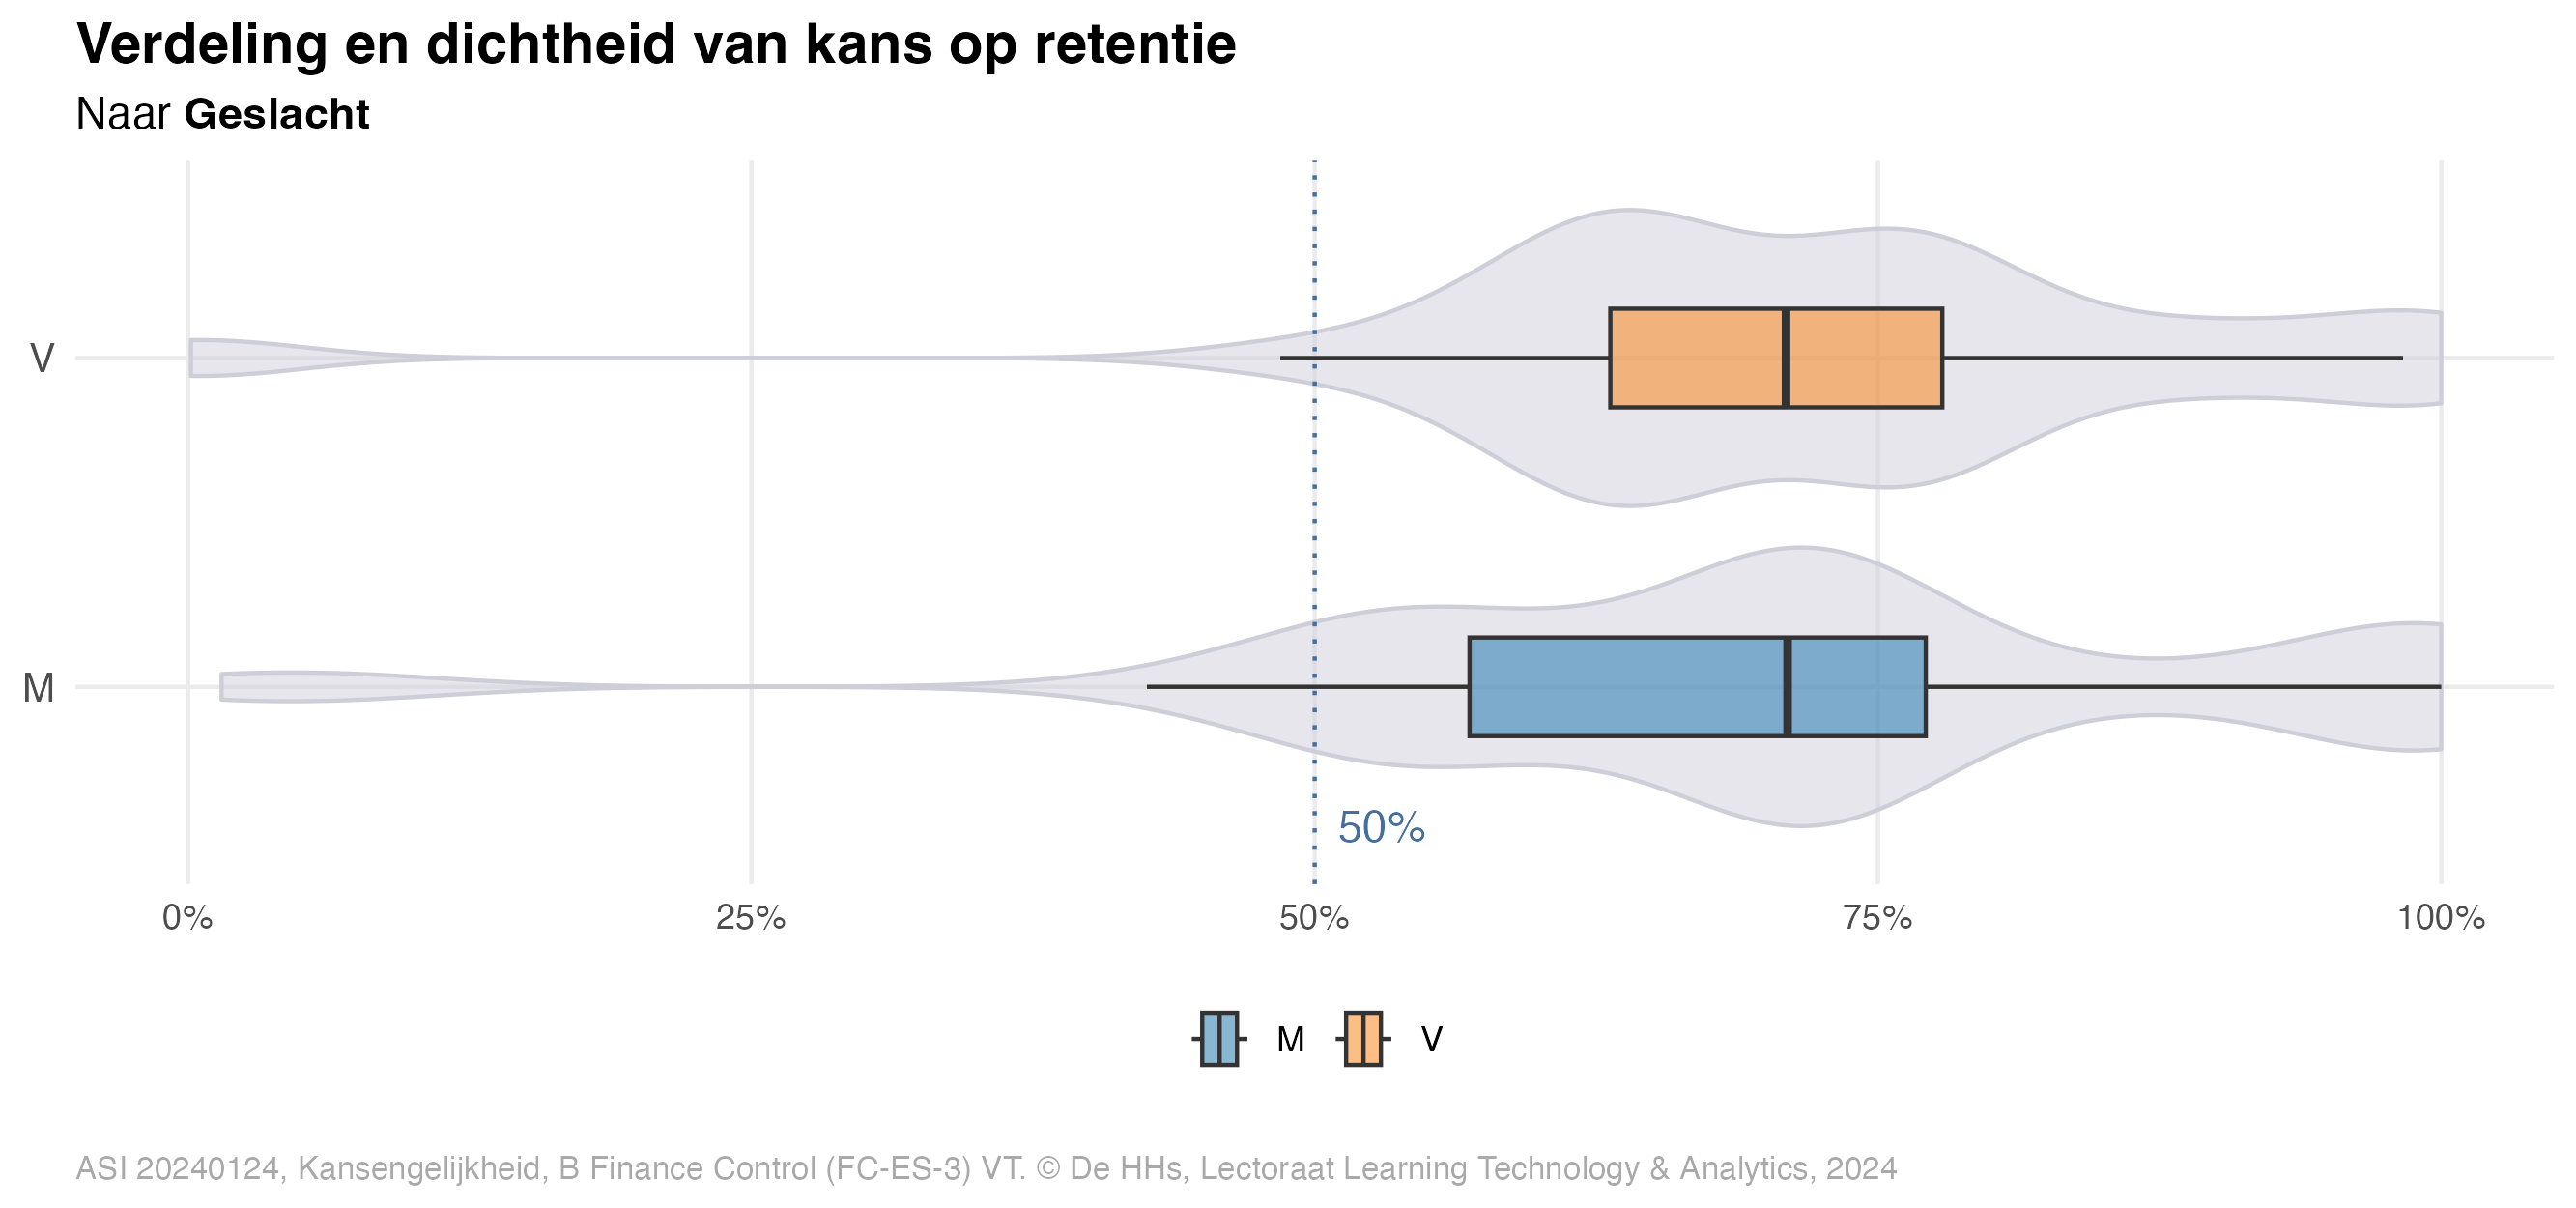 Verdeling en dichtheid van kans op retentie
Naar Geslacht
V
M
50%
0% 25% 50% 75% 100%
M V
ASI 20240124, Kansengelijkheid, B Finance Control (FC-ES-3) VT. © De HHs, Lectoraat Learning Technology & Analytics, 2024